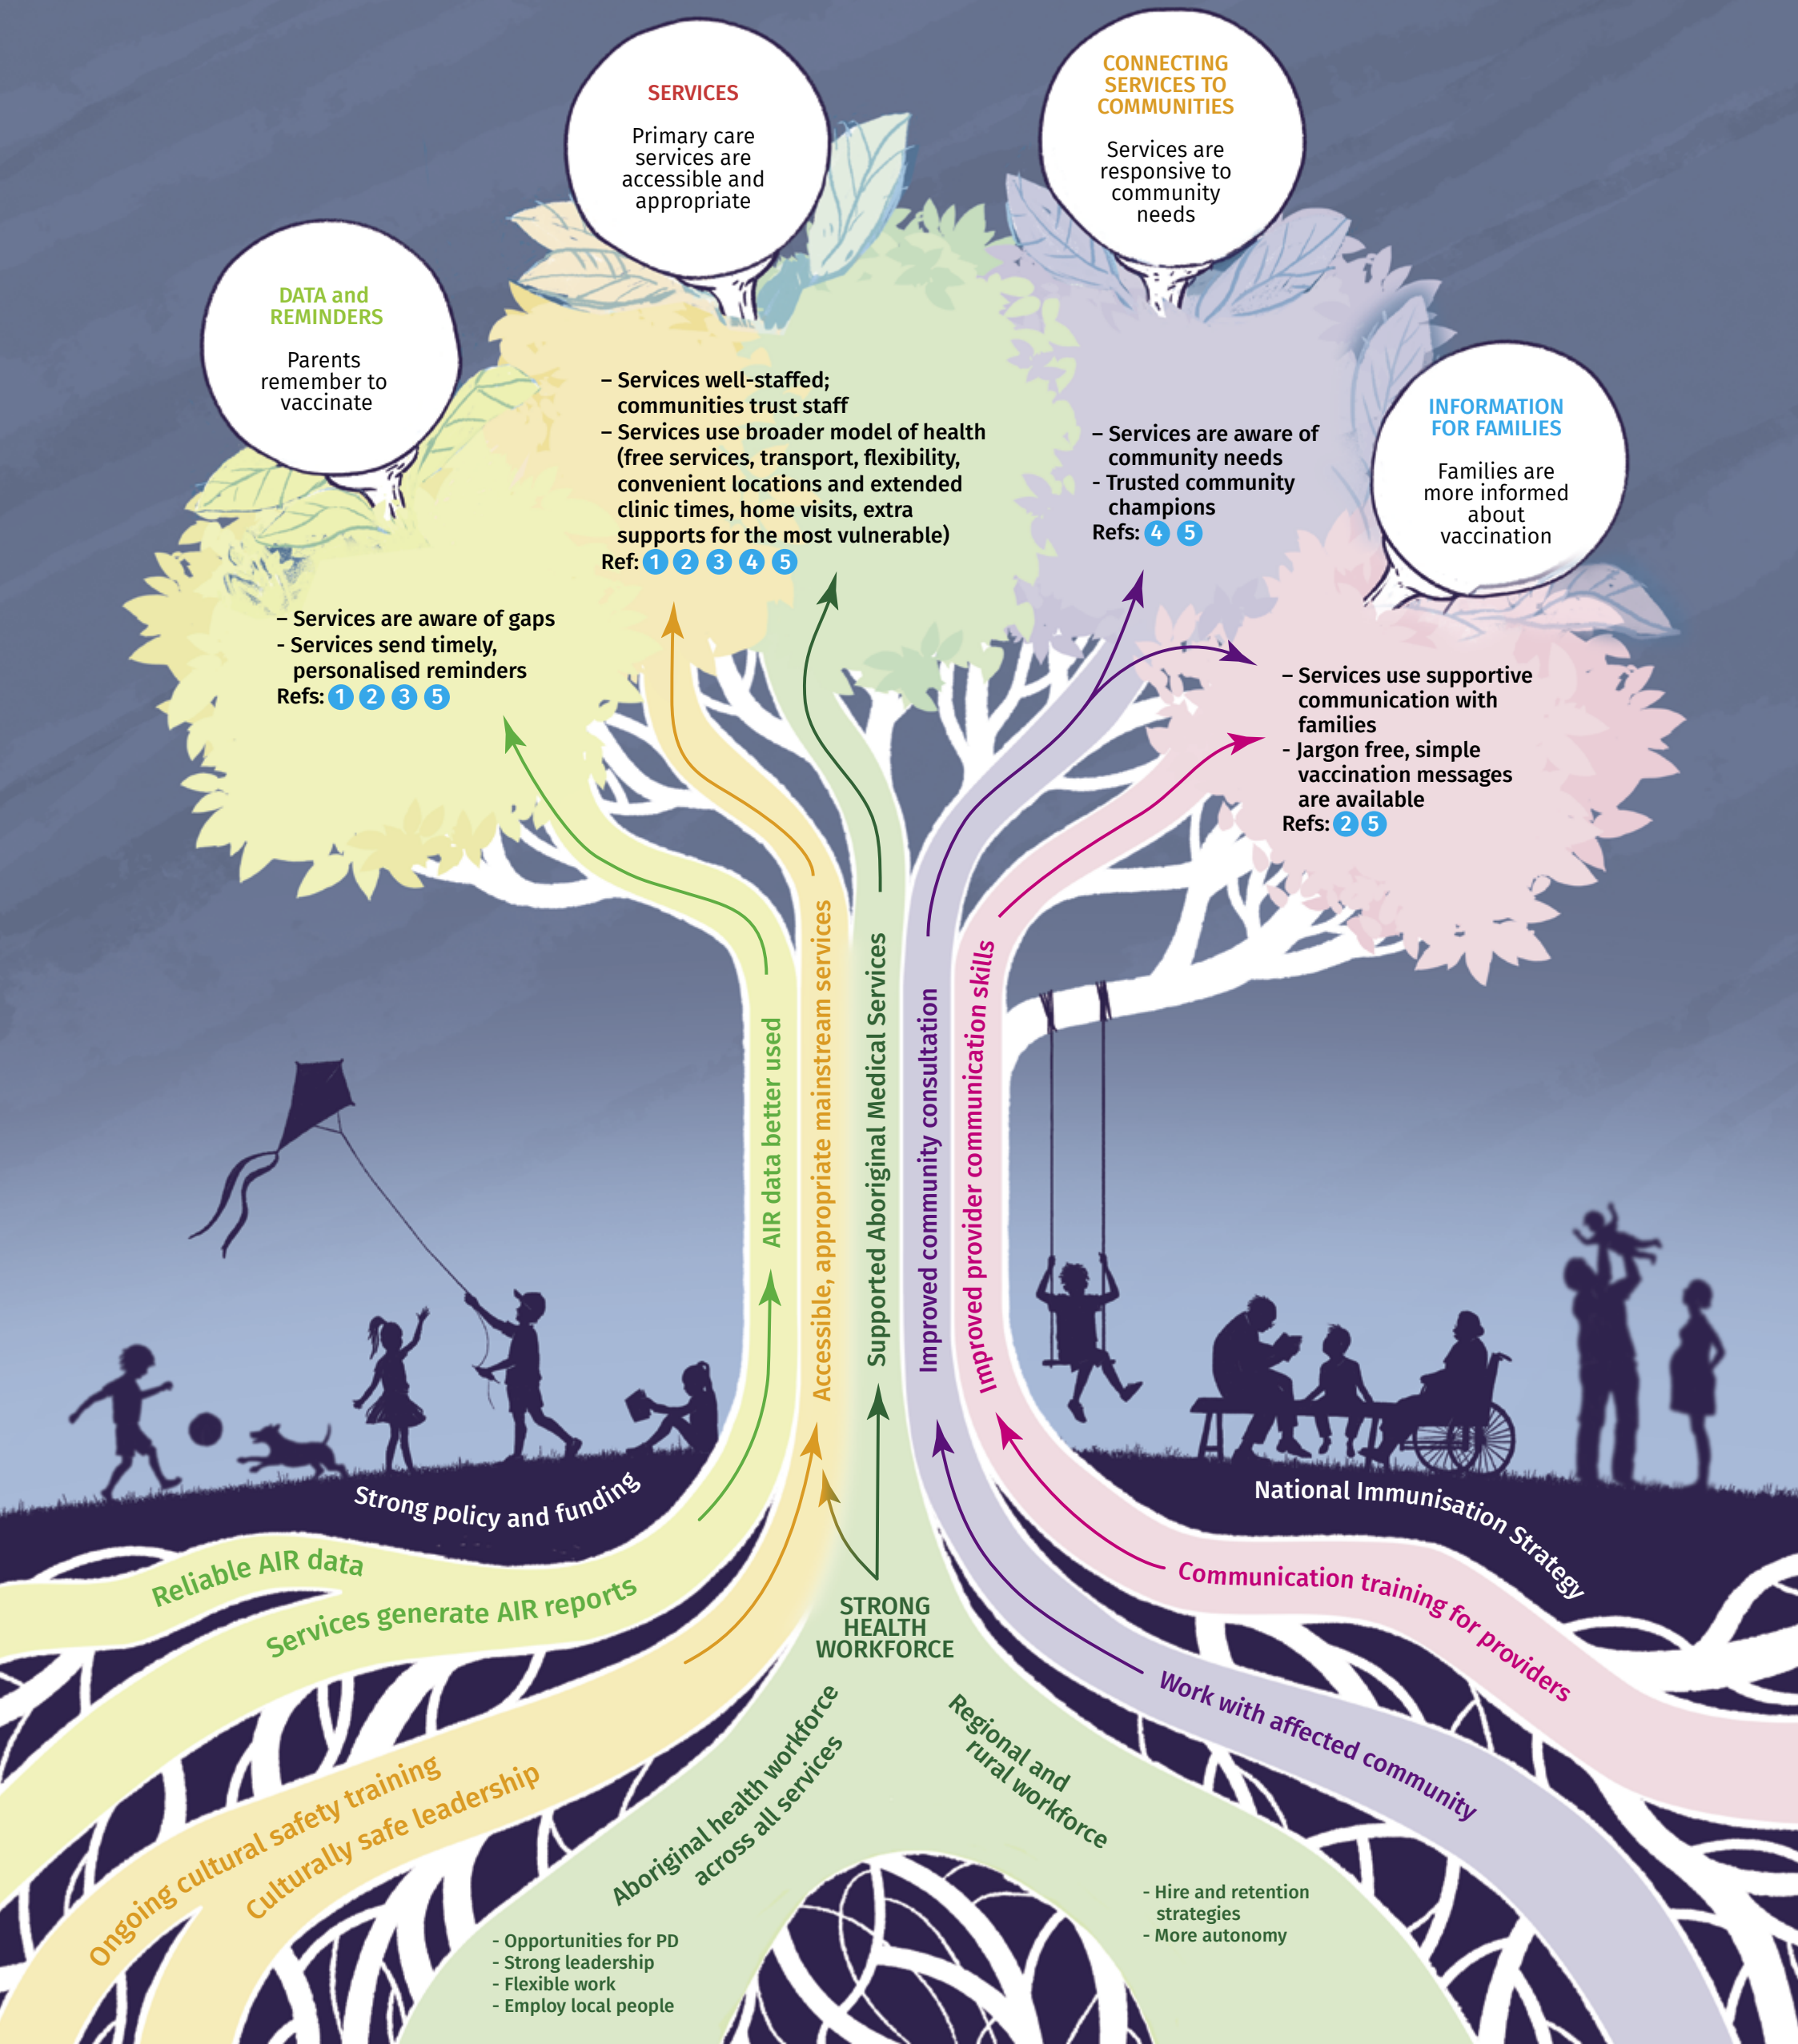 SERVICES
Primary care
services are
accessible and
appropriate
CONNECTING
SERVICES TO
COMMUNITIES
Services are
responsive to
community
needs
DATA and
REMINDERS
Parents
remember to
vaccinate
INFORMATION
FOR FAMILIES
Families are
more informed
about
vaccination
– Services well-staffed;
communities trust staff
– Services use broader model of health
(free services, transport, flexibility,
convenient locations and extended
clinic times, home visits, extra
supports for the most vulnerable)
Ref: 1 2 3 4 5
– Services are aware of
community needs
- Trusted community
champions
Refs: 4 5
– Services are aware of gaps
- Services send timely,
personalised reminders
Refs: 1 2 3 5
– Services use supportive
communication with
families
- Jargon free, simple
vaccination messages
are available
Refs: 2 5
AIR data better used
Accessible, appropriate mainstream services
Supported Aboriginal Medical Services
Improved community consultation
Improved provider communication skills
Strong policy and funding
National Immunisation Strategy
Reliable AIR data
Services generate AIR reports
Communication training for providers
STRONG
HEALTH
WORKFORCE
Work with affected community
Ongoing cultural safety training
Culturally safe leadership
Aboriginal health workforce
across all services
Regional and
rural workforce
- Opportunities for PD
- Strong leadership
- Flexible work
- Employ local people
- Hire and retention
strategies
- More autonomy